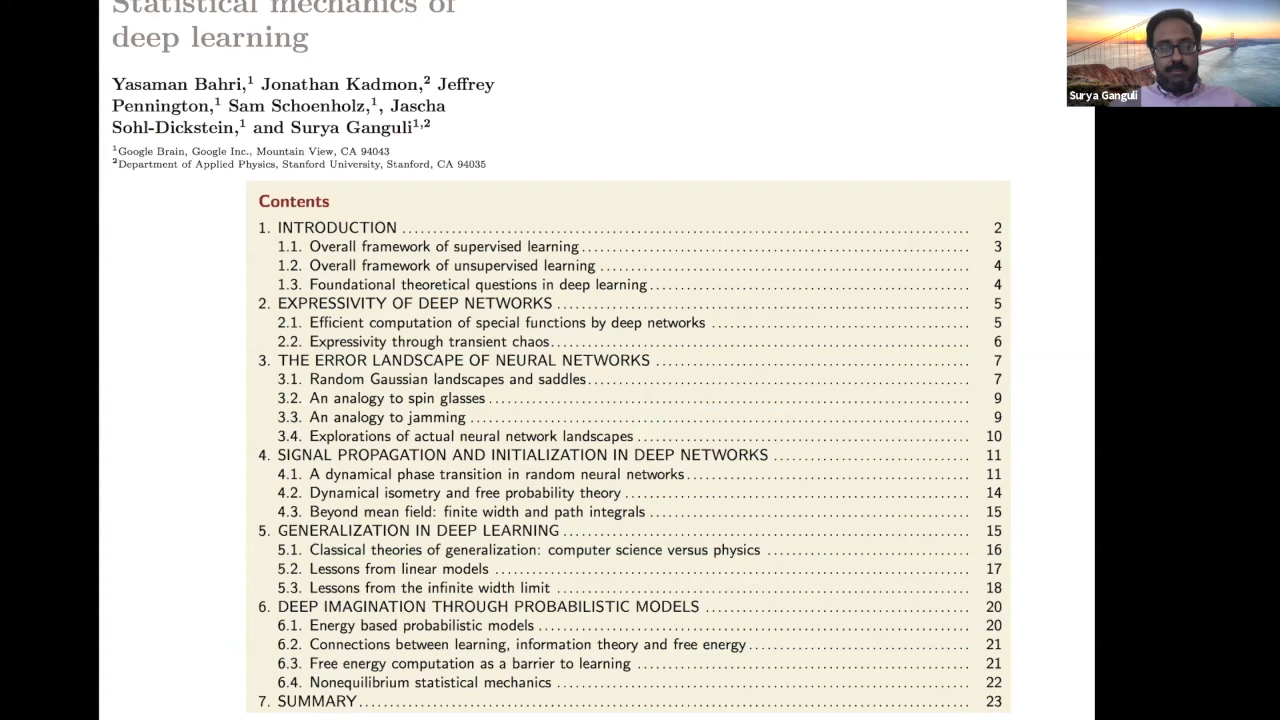 Statistical mechanics of
deep learning
Yasaman Bahri,1 Jonathan Kadmon,2 Jeffrey
Pennington,1 Sam Schoenholz,1, Jascha
Sohl-Dickstein,1 and Surya Ganguli1,2
1Google Brain, Google Inc., Mountain View, CA 94043
2Department of Applied Physics, Stanford University, Stanford, CA 94035
Surya Ganguli
Contents
1. INTRODUCTION 2
1.1. Overall framework of supervised learning 3
1.2. Overall framework of unsupervised learning 4
1.3. Foundational theoretical questions in deep learning 4
2. EXPRESSIVITY OF DEEP NETWORKS 5
2.1. Efficient computation of special functions by deep networks 5
2.2. Expressivity through transient chaos 6
3. THE ERROR LANDSCAPE OF NEURAL NETWORKS 7
3.1. Random Gaussian landscapes and saddles 7
3.2. An analogy to spin glasses 9
3.3. An analogy to jamming 9
3.4. Explorations of actual neural network landscapes 10
4. SIGNAL PROPAGATION AND INITIALIZATION IN DEEP NETWORKS 11
4.1. A dynamical phase transition in random neural networks 11
4.2. Dynamical isometry and free probability theory 14
4.3. Beyond mean field: finite width and path integrals 15
5. GENERALIZATION IN DEEP LEARNING 15
5.1. Classical theories of generalization: computer science versus physics 16
5.2. Lessons from linear models 17
5.3. Lessons from the infinite width limit 18
6. DEEP IMAGINATION THROUGH PROBABILISTIC MODELS 20
6.1. Energy based probabilistic models 20
6.2. Connections between learning, information theory and free energy 21
6.3. Free energy computation as a barrier to learning 21
6.4. Nonequilibrium statistical mechanics 22
7. SUMMARY 23